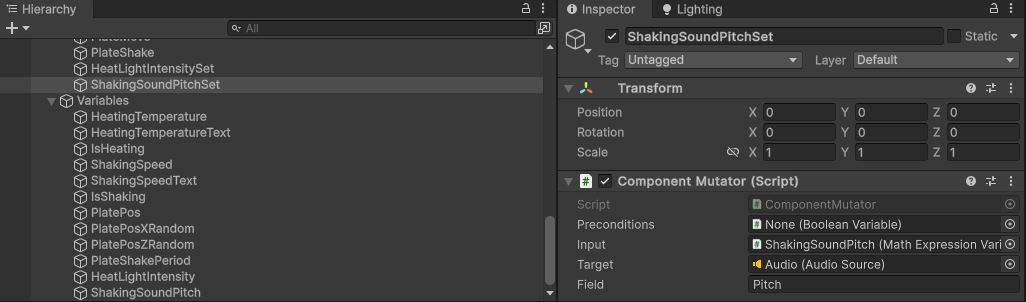 Hierarchy
All
PlateMove
PlateShake
HeatLightIntensitySet
ShakingSoundPitchSet
Variables
HeatingTemperature
HeatingTemperatureText
IsHeating
ShakingSpeed
ShakingSpeedText
IsShaking
PlatePos
PlatePosXRandom
PlatePosZRandom
PlateShakePeriod
HeatLightIntensity
ShakingSoundPitch
Inspector Lighting
ShakingSoundPitchSet Static
Tag Untagged Layer Default
Transform
Position X 0 Y 0 Z 0
Rotation X 0 Y 0 Z 0
Scale X 1 Y 1 Z 1
# Component Mutator (Script)
Script # ComponentMutator
Preconditions # None (Boolean Variable)
Input # ShakingSoundPitch (Math Expression Vari
Target Audio (Audio Source)
Field Pitch